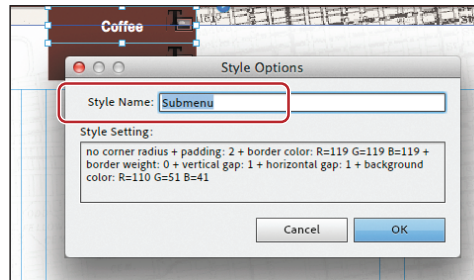 Coffee
Style Options
Style Name: Submenu
Style Setting:
no corner radius + padding: 2 + border color: R=119 G=119 B=119 +
border weight: 0 + vertical gap: 1 + horizontal gap: 1 + background
color: R=110 G=51 B=41
Cancel OK